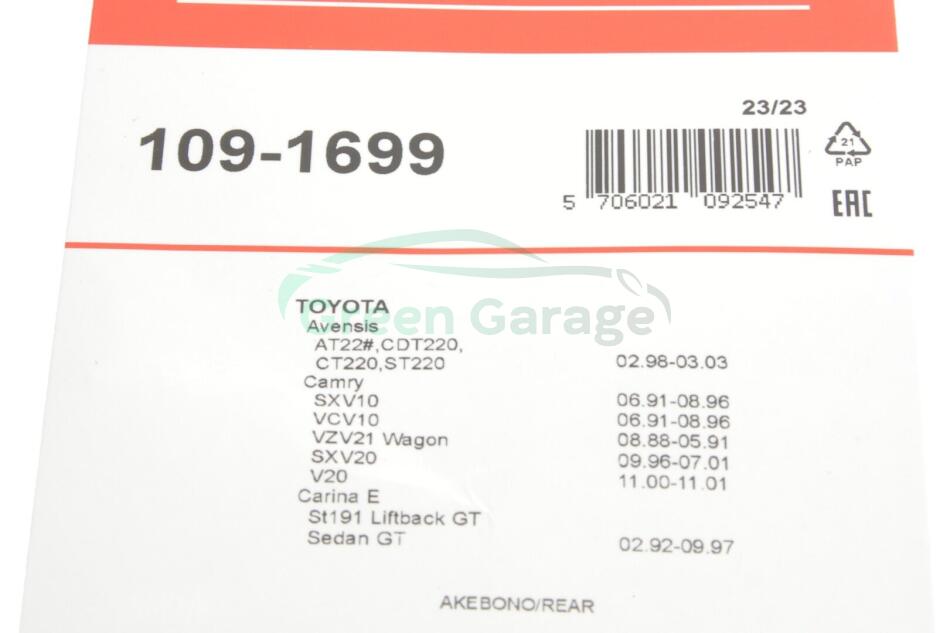 23/23
109-1699
21
PAP
5 706021 092547
EAC
Green Garage
TOYOTA
Avensis
AT22#,CDT220,
CT220,ST220 02.98-03.03
Camry
SXV10 06.91-08.96
VCV10 06.91-08.96
VZV21 Wagon 08.88-05.91
SXV20 09.96-07.01
V20 11.00-11.01
Carina E
St191 Liftback GT
Sedan GT 02.92-09.97
AKEBONO/REAR